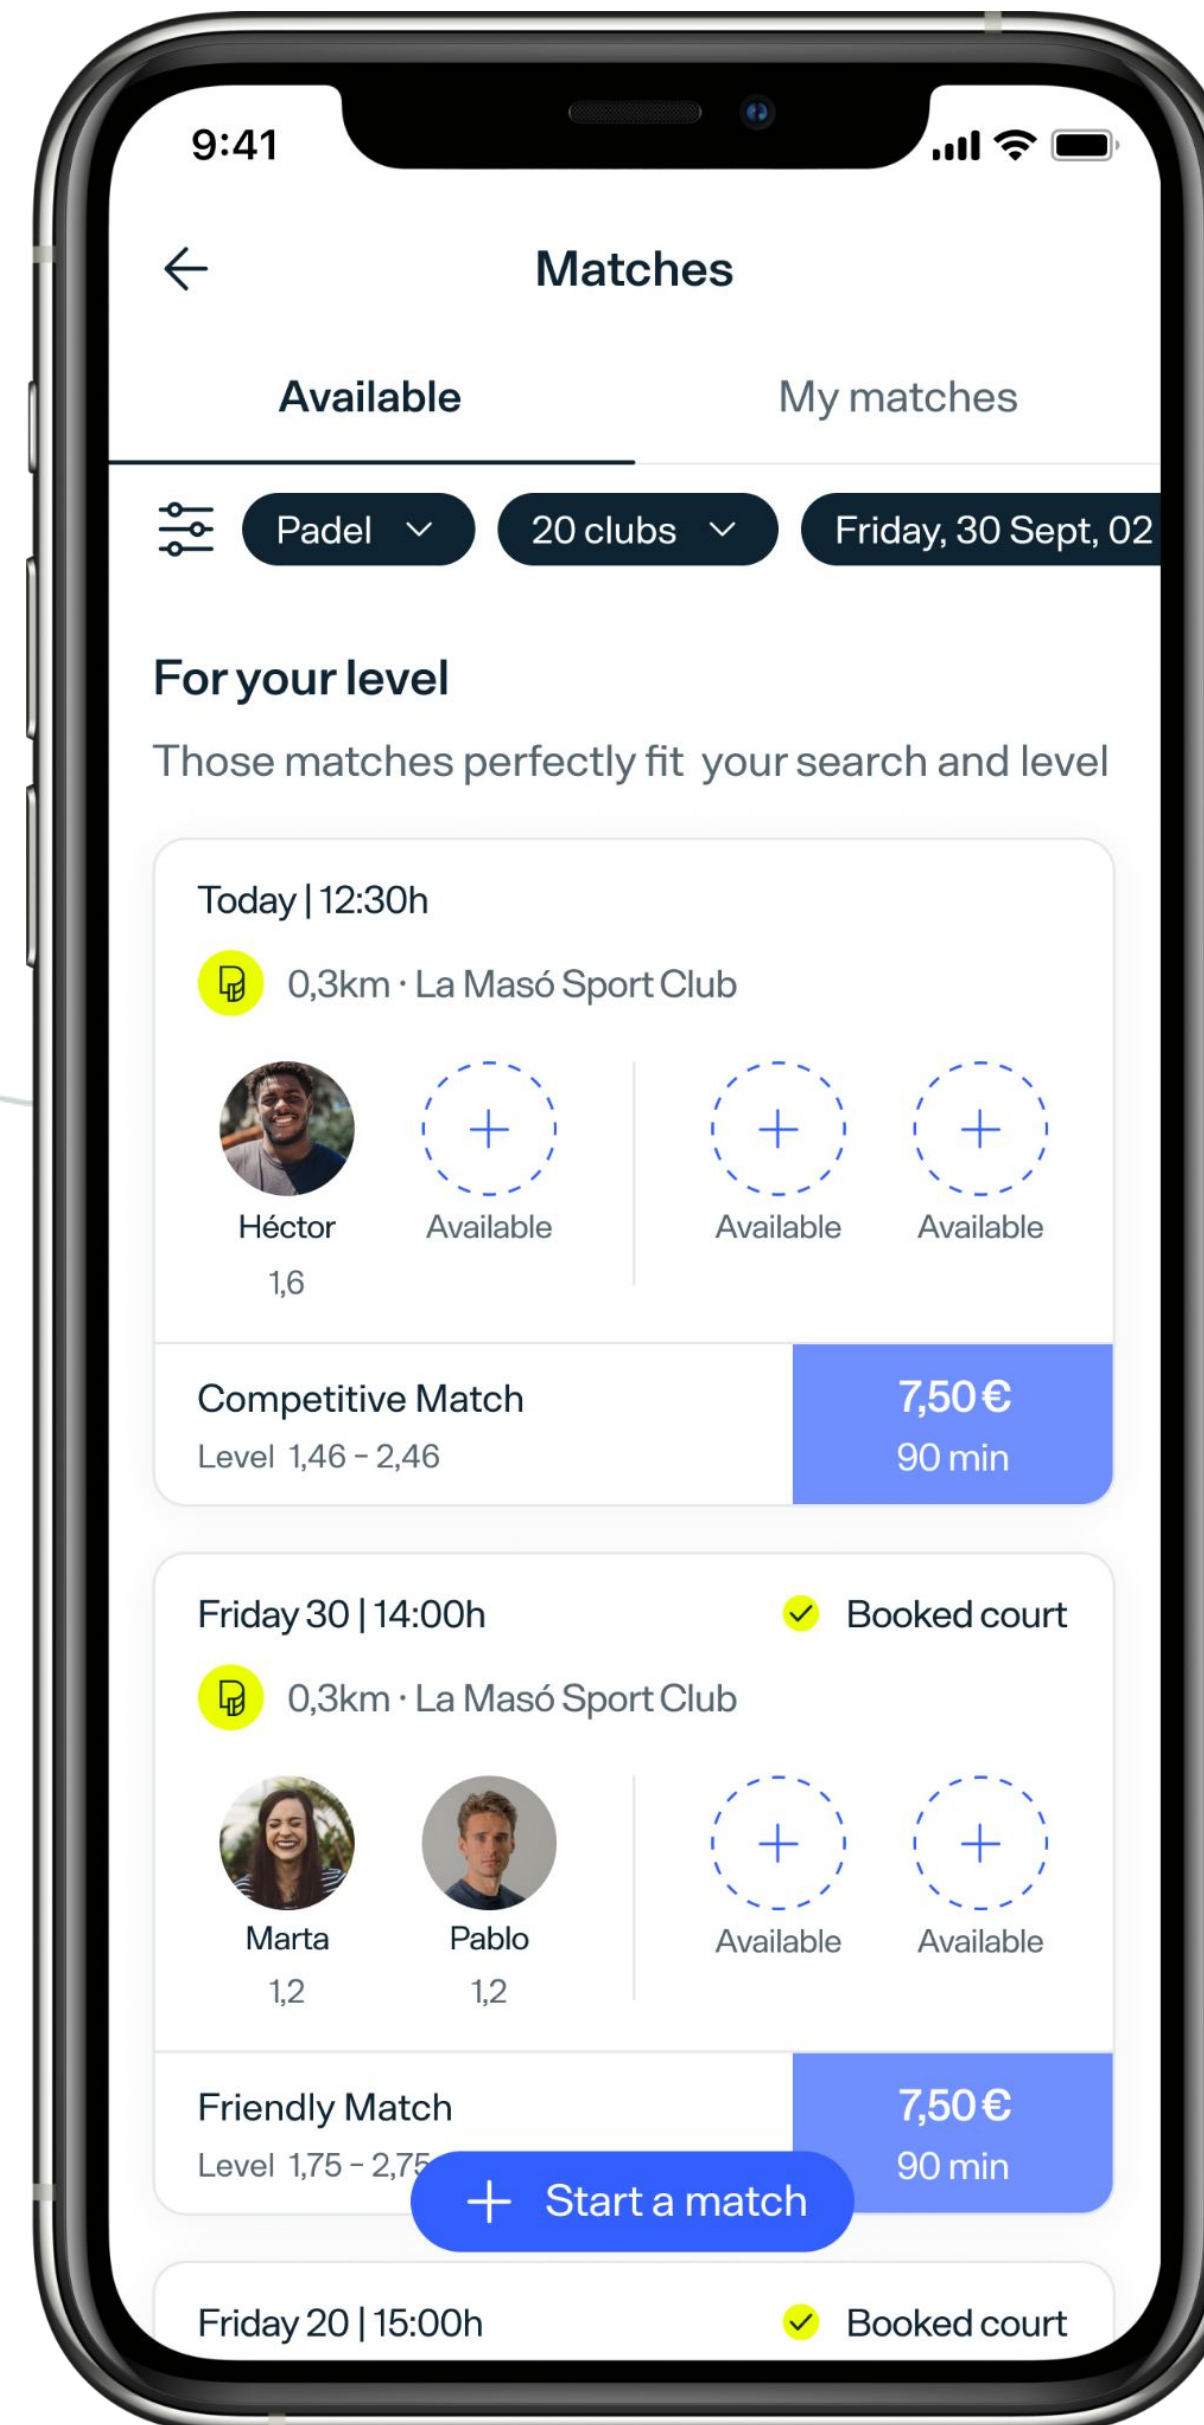 9:41
Matches
Available My matches
Padel 20 clubs Friday, 30 Sept, 02
For your level
Those matches perfectly fit your search and level
Today | 12:30h
0,3km · La Masó Sport Club
Héctor Available Available Available
1,6
Competitive Match 7,50 €
Level 1,46 – 2,46 90 min
Friday 30 | 14:00h Booked court
0,3km · La Masó Sport Club
Marta Pablo Available Available
1,2 1,2
Friendly Match 7,50 €
Level 1,75 – 2,75 90 min
Start a match
Friday 20 | 15:00h Booked court